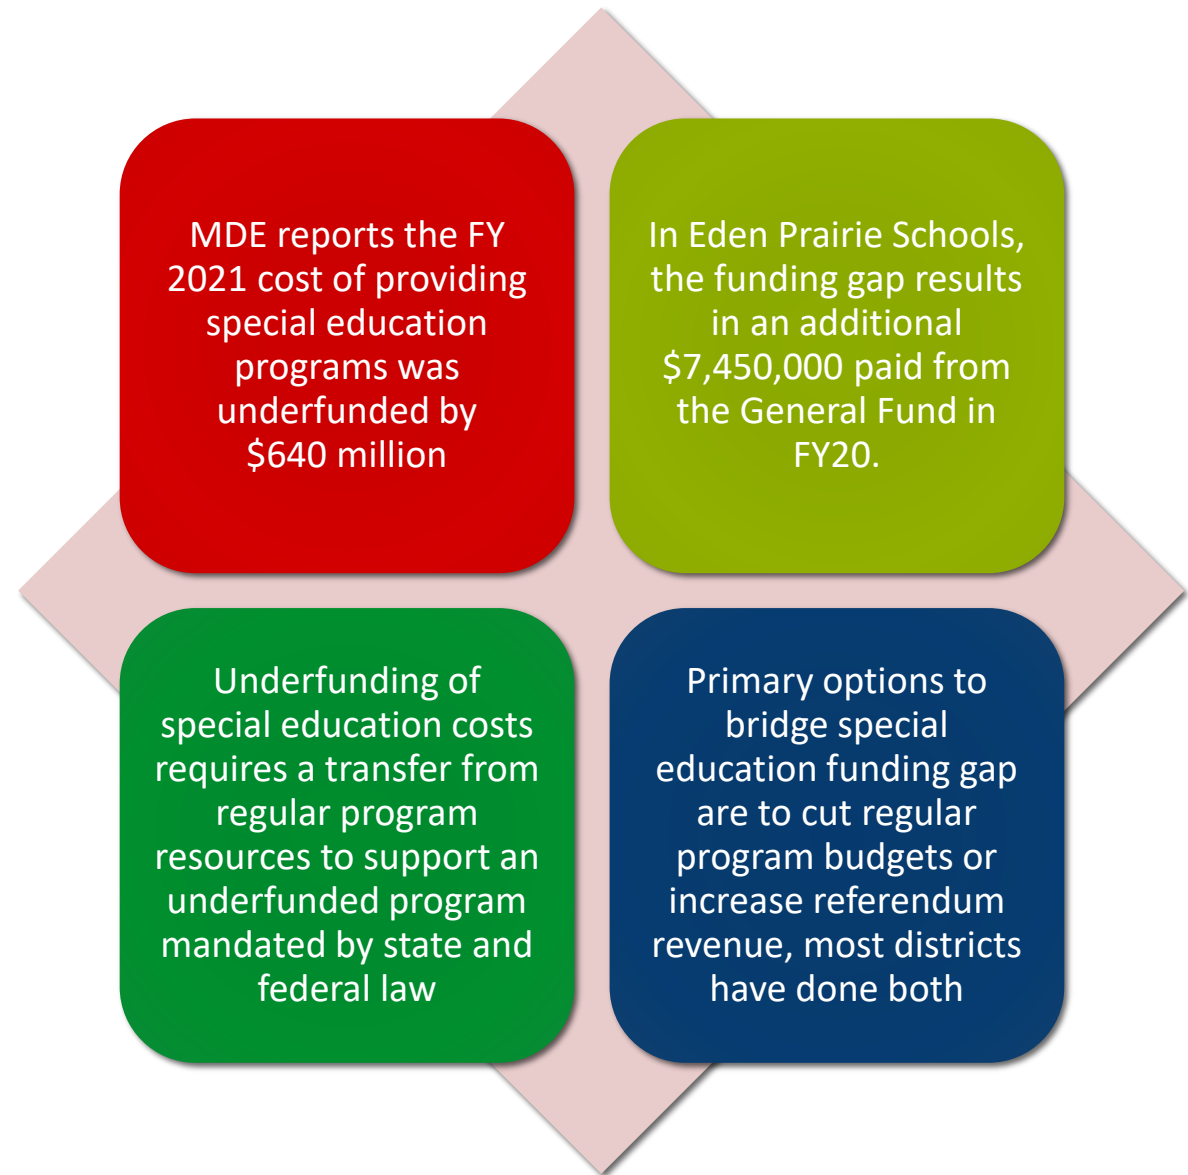 MDE reports the FY
2021 cost of providing
special education
programs was
underfunded by
$640 million
In Eden Prairie Schools,
the funding gap results
in an additional
$7,450,000 paid from
the General Fund in
FY20.
Underfunding of
special education costs
requires a transfer from
regular program
resources to support an
underfunded program
mandated by state and
federal law
Primary options to
bridge special
education funding gap
are to cut regular
program budgets or
increase referendum
revenue, most districts
have done both